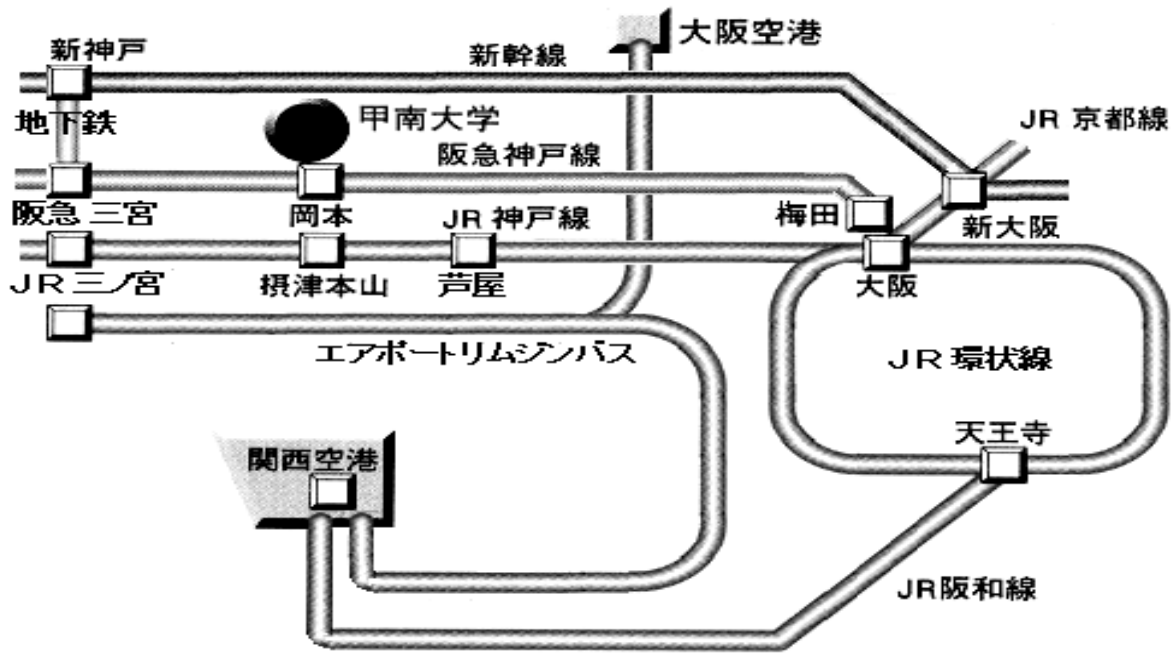 大阪空港
新神戸
新幹線
地下鉄
甲南大学
JR 京都線
阪急神戸線
阪急 三宮
岡本
JR 神戸線
梅田
新大阪
JR 三ノ宮
摂津本山
芦屋
大阪
エアポートリムジンバス
JR 環状線
天王寺
関西空港
JR阪和線